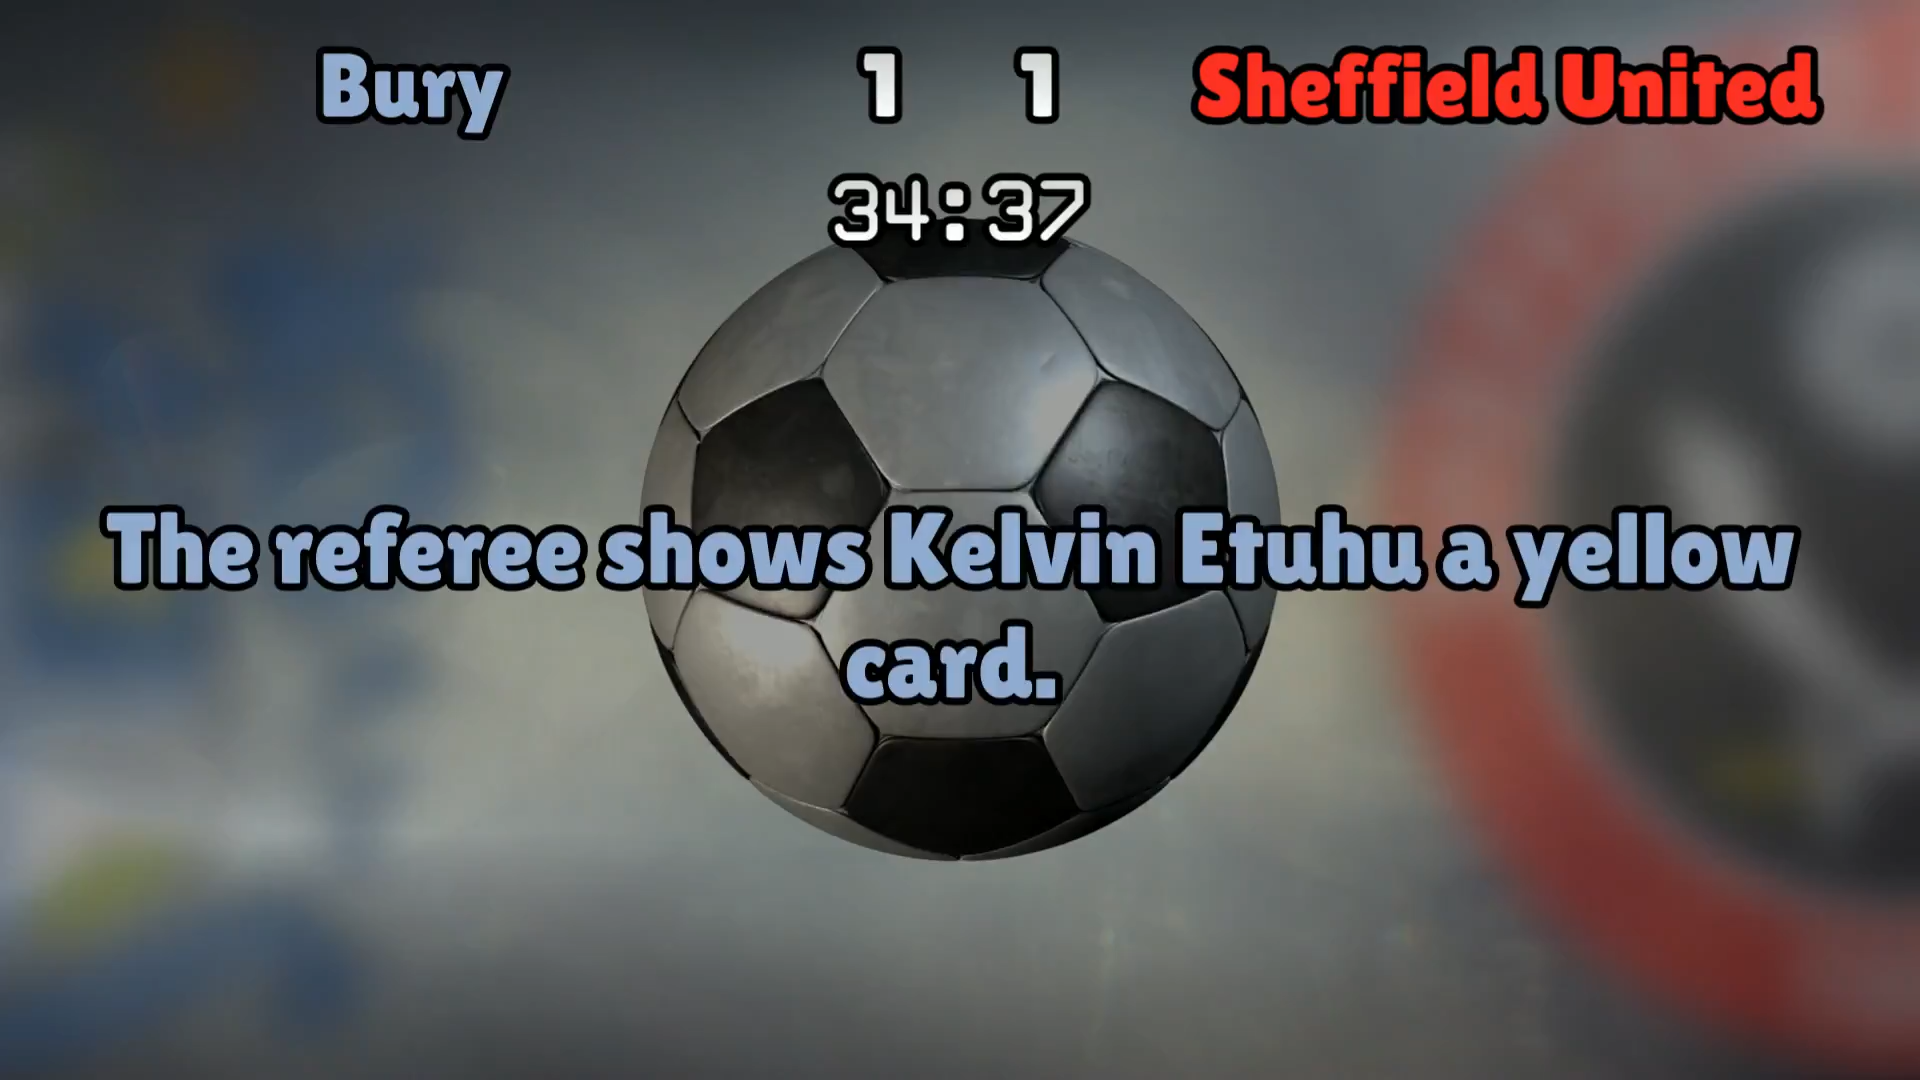 Bury 1 1 Sheffield United
34:37
The referee shows Kelvin Etuhu a yellow
card.